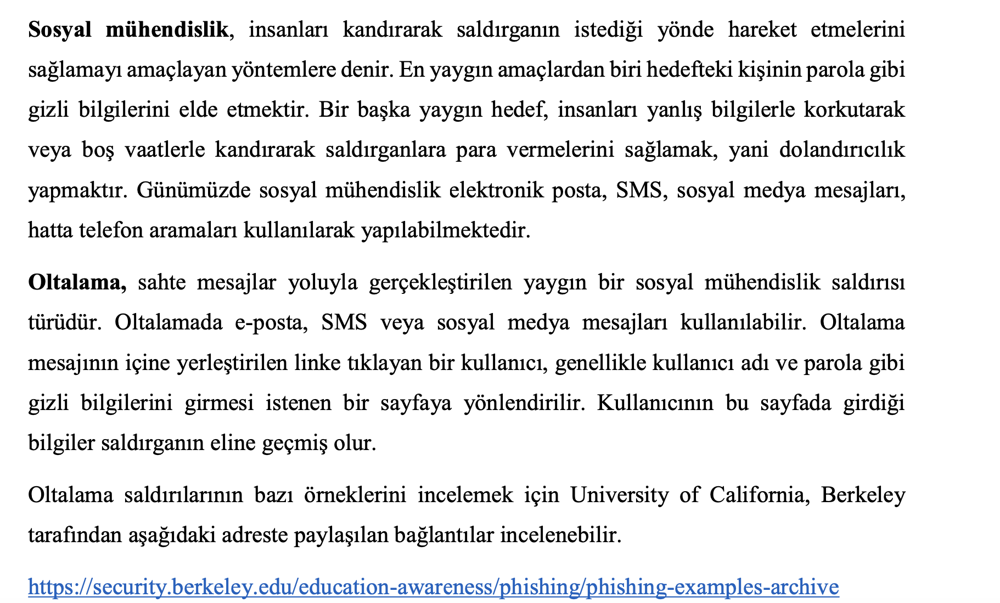 Sosyal mühendislik, insanları kandırarak saldırganın istediği yönde hareket etmelerini
sağlamayı amaçlayan yöntemlere denir. En yaygın amaçlardan biri hedefteki kişinin parola gibi
gizli bilgilerini elde etmektir. Bir başka yaygın hedef, insanları yanlış bilgilerle korkutarak
veya boş vaatlerle kandırarak saldırganlara para vermelerini sağlamak, yani dolandırıcılık
yapmaktır. Günümüzde sosyal mühendislik elektronik posta, SMS, sosyal medya mesajları,
hatta telefon aramaları kullanılarak yapılabilmektedir.
Oltalama, sahte mesajlar yoluyla gerçekleştirilen yaygın bir sosyal mühendislik saldırısı
türüdür. Oltalamada e-posta, SMS veya sosyal medya mesajları kullanılabilir. Oltalama
mesajının içine yerleştirilen linke tıklayan bir kullanıcı, genellikle kullanıcı adı ve parola gibi
gizli bilgilerini girmesi istenen bir sayfaya yönlendirilir. Kullanıcının bu sayfada girdiği
bilgiler saldırganın eline geçmiş olur.
Oltalama saldırılarının bazı örneklerini incelemek için University of California, Berkeley
tarafından aşağıdaki adreste paylaşılan bağlantılar incelenebilir.
https://security.berkeley.edu/education-awareness/phishing/phishing-examples-archive